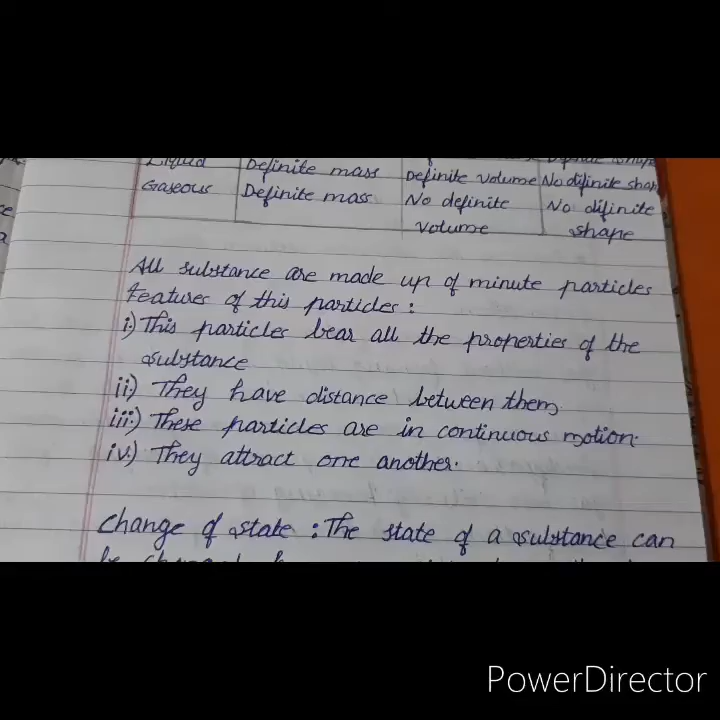 Liquid Definite mass Definite volume No difinite shap
Gaseous Definite mass No definite No difinite
volume shape
All substance are made up of minute particles
Features of this particles :
i.) This particles bear all the properties of the
substance
ii.) They have distance between them.
iii.) These particles are in continuous motion.
iv.) They attract one another.
Change of state : The state of a substance can
PowerDirector